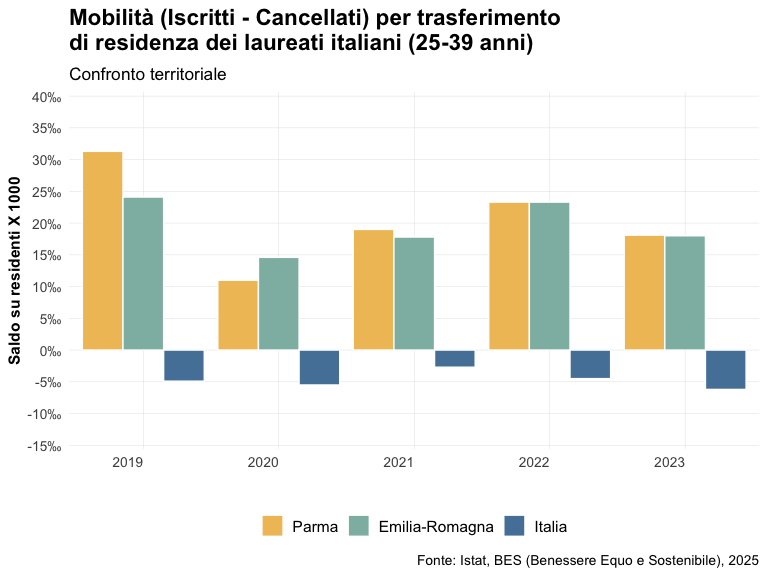 Mobilità (Iscritti - Cancellati) per trasferimento
di residenza dei laureati italiani (25-39 anni)
Confronto territoriale
Saldo su residenti X 1000
40‰
35‰
30‰
25‰
20‰
15‰
10‰
5‰
0‰
-5‰
-10‰
-15‰
2019 2020 2021 2022 2023
Parma Emilia-Romagna Italia
Fonte: Istat, BES (Benessere Equo e Sostenibile), 2025